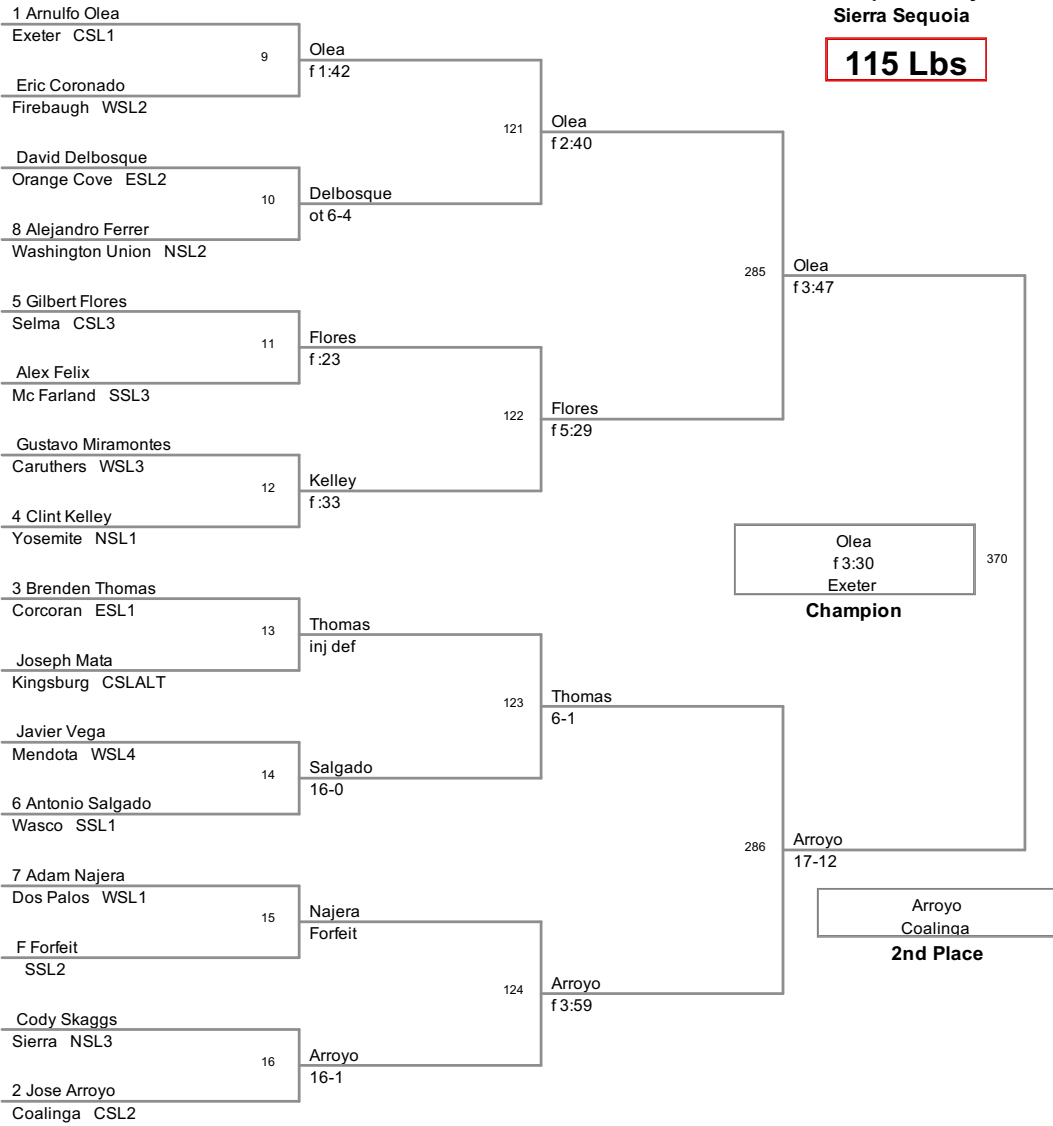 Sierra Sequoia
115 Lbs
1 Arnulfo Olea
Exeter CSL1
9
Olea
f 1:42
Eric Coronado
Firebaugh WSL2
121
Olea
f 2:40
David Delbosque
Orange Cove ESL2
10
Delbosque
ot 6-4
8 Alejandro Ferrer
Washington Union NSL2
285
Olea
f 3:47
5 Gilbert Flores
Selma CSL3
11
Flores
f :23
Alex Felix
Mc Farland SSL3
122
Flores
f 5:29
Gustavo Miramontes
Caruthers WSL3
12
Kelley
f :33
4 Clint Kelley
Yosemite NSL1
Olea
f 3:30
Exeter
370
Champion
3 Brenden Thomas
Corcoran ESL1
13
Thomas
inj def
Joseph Mata
Kingsburg CSLALT
123
Thomas
6-1
Javier Vega
Mendota WSL4
14
Salgado
16-0
6 Antonio Salgado
Wasco SSL1
286
Arroyo
17-12
7 Adam Najera
Dos Palos WSL1
15
Najera
Forfeit
Arroyo
Coalinga
2nd Place
F Forfeit
SSL2
124
Arroyo
f 3:59
Cody Skaggs
Sierra NSL3
16
Arroyo
16-1
2 Jose Arroyo
Coalinga CSL2